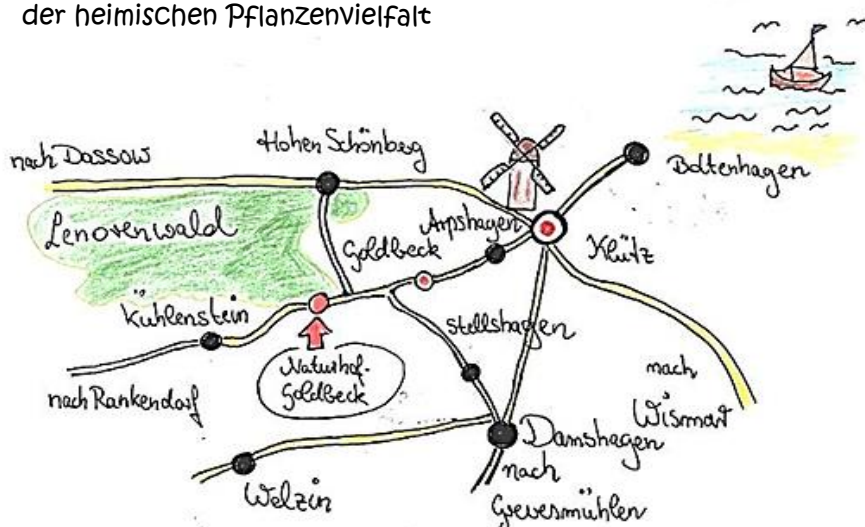 der heimischen Pflanzenvielfalt
nach Dassow
Hohen Schönberg
Boltenhagen
Lenorenwald
Goldbeck
Arpshagen
Klütz
Kühlenstein
Stellshagen
Naturhof-
Goldbeck
nach Rankendorf
nach
Wismar
Damshagen
nach
Grevesmühlen
Welzin